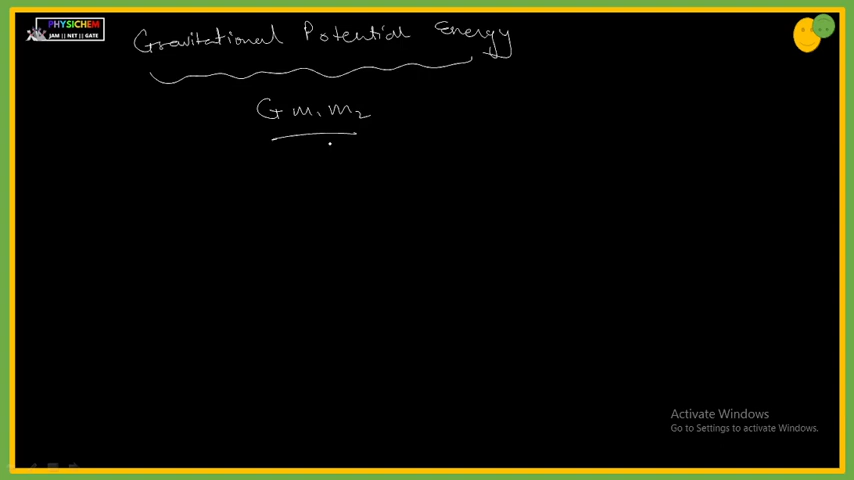 PHYSICHEM
JAM || NET || GATE
Gravitational Potential Energy
G m₁ m₂
Activate Windows
Go to Settings to activate Windows.